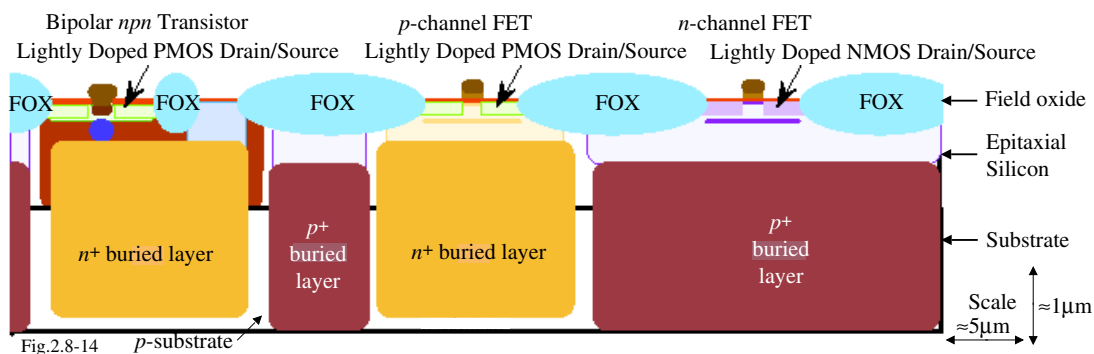 Bipolar npn Transistor
Lightly Doped PMOS Drain/Source
p-channel FET
Lightly Doped PMOS Drain/Source
n-channel FET
Lightly Doped NMOS Drain/Source
FOX
FOX
FOX
FOX
FOX
Field oxide
Epitaxial
Silicon
n+ buried layer
p+
buried
layer
n+ buried layer
p+
buried
layer
Substrate
Scale
≈1μm
≈5μm
p-substrate
Fig.2.8-14